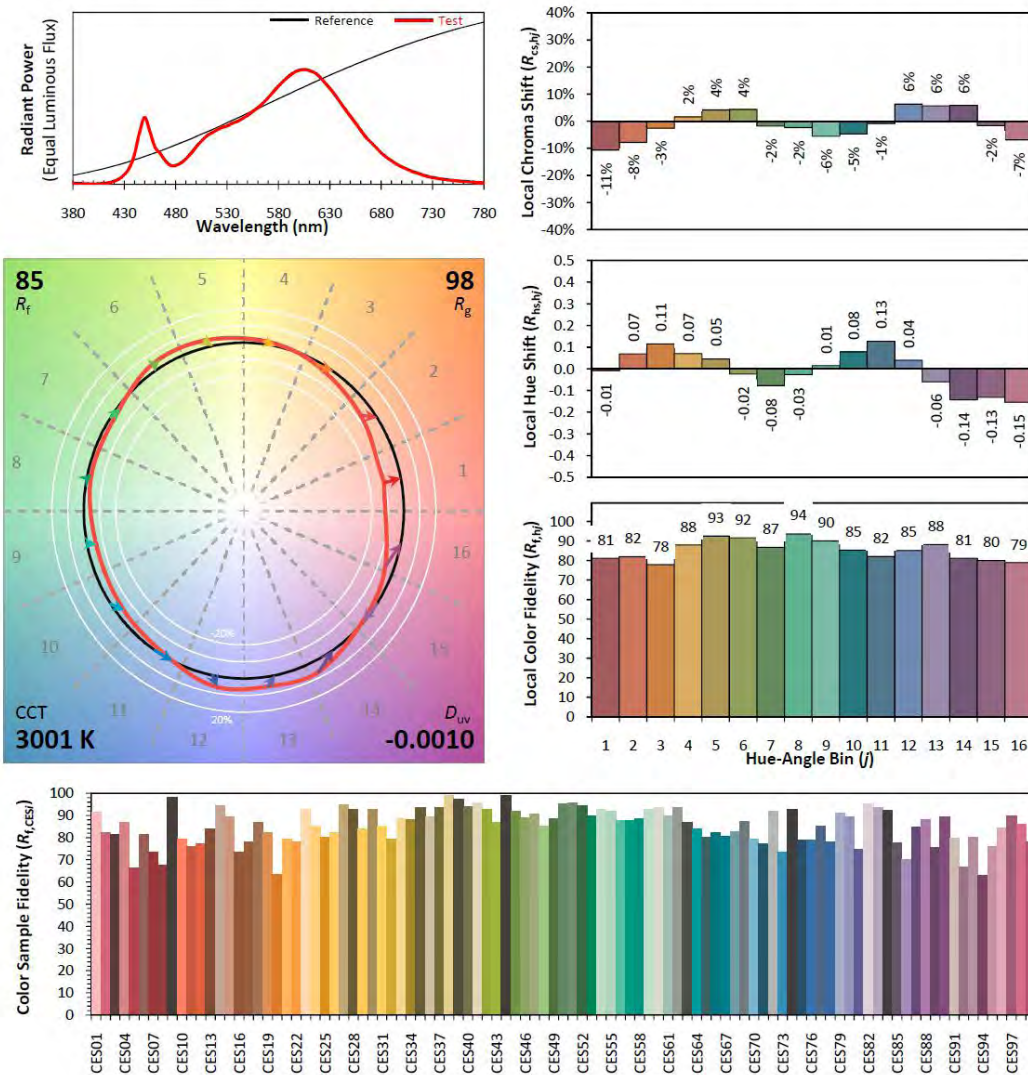 Reference
Test
Radiant Power
(Equal Luminous Flux)
380 430 480 530 580 630 680 730 780
Wavelength (nm)
Local Chroma Shift (Rcs,hj)
40%
30%
20%
10%
0%
-10%
-20%
-30%
-40%
-11% -8% -3% 2% 4% 4% -2% -2% -6% -5% -1% 6% 6% 6% -2% -7%
85
Rf
98
Rg
5 4
6 3
7 2
8 1
9 16
10 15
11 14
12 13
-20%
20%
CCT
3001 K
Duv
-0.0010
Local Hue Shift (Rhs,hj)
0.5
0.4
0.3
0.2
0.1
0.0
-0.1
-0.2
-0.3
-0.4
-0.5
-0.01 0.07 0.11 0.07 0.05 -0.02 -0.08 -0.03 0.01 0.08 0.13 0.04 -0.06 -0.14 -0.13 -0.15
Local Color Fidelity (Rf,hj)
100
90
80
70
60
50
40
30
20
10
0
81 82 78 88 93 92 87 94 90 85 82 85 88 81 80 79
1 2 3 4 5 6 7 8 9 10 11 12 13 14 15 16
Hue-Angle Bin (j)
Color Sample Fidelity (Rf,CESi)
100
90
80
70
60
50
40
30
20
10
0
CES01 CES04 CES07 CES10 CES13 CES16 CES19 CES22 CES25 CES28 CES31 CES34 CES37 CES40 CES43 CES46 CES49 CES52 CES55 CES58 CES61 CES64 CES67 CES70 CES73 CES76 CES79 CES82 CES85 CES88 CES91 CES94 CES97